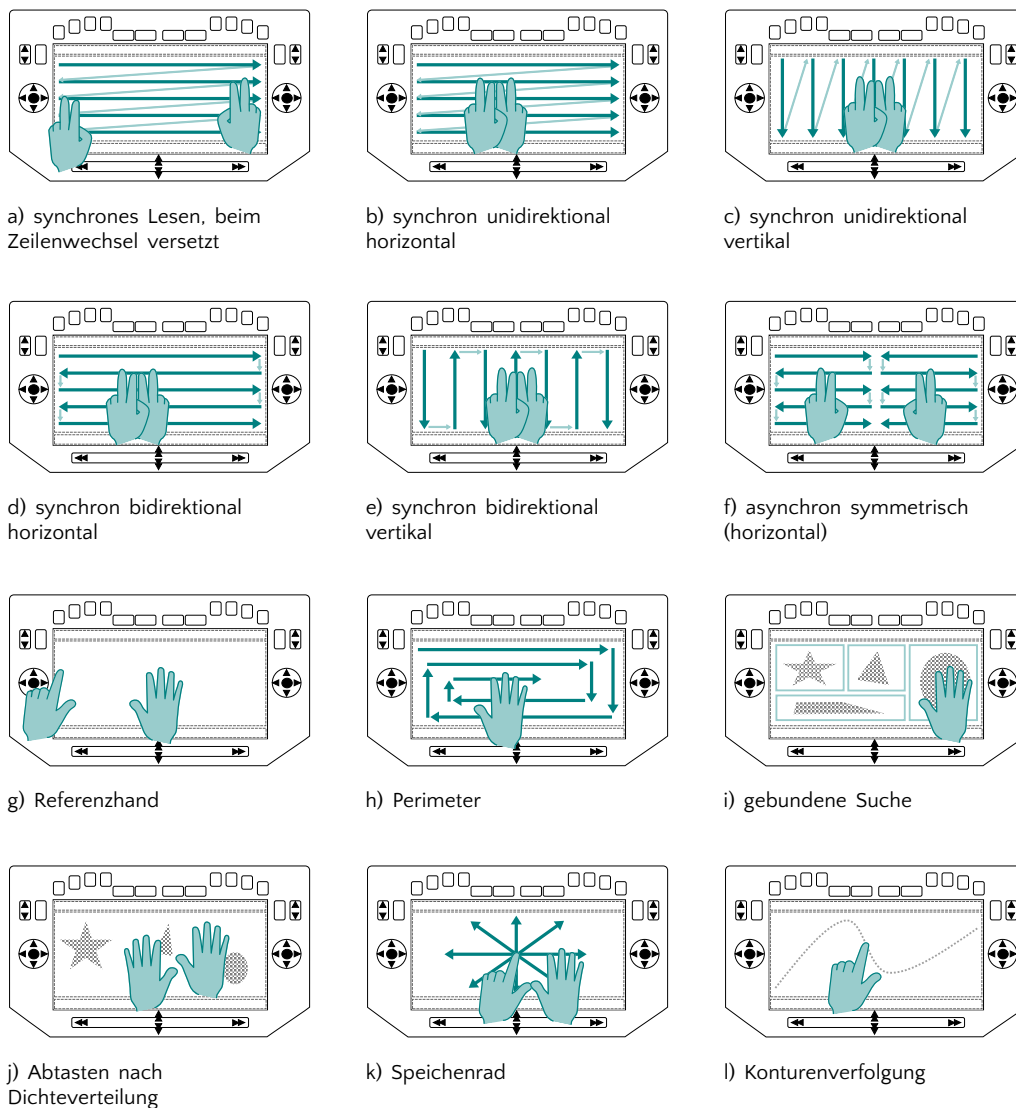 a) synchrones Lesen, beim
Zeilenwechsel versetzt
b) synchron unidirektional
horizontal
c) synchron unidirektional
vertikal
d) synchron bidirektional
horizontal
e) synchron bidirektional
vertikal
f) asynchron symmetrisch
(horizontal)
g) Referenzhand
h) Perimeter
i) gebundene Suche
j) Abtasten nach
Dichteverteilung
k) Speichenrad
l) Konturenverfolgung